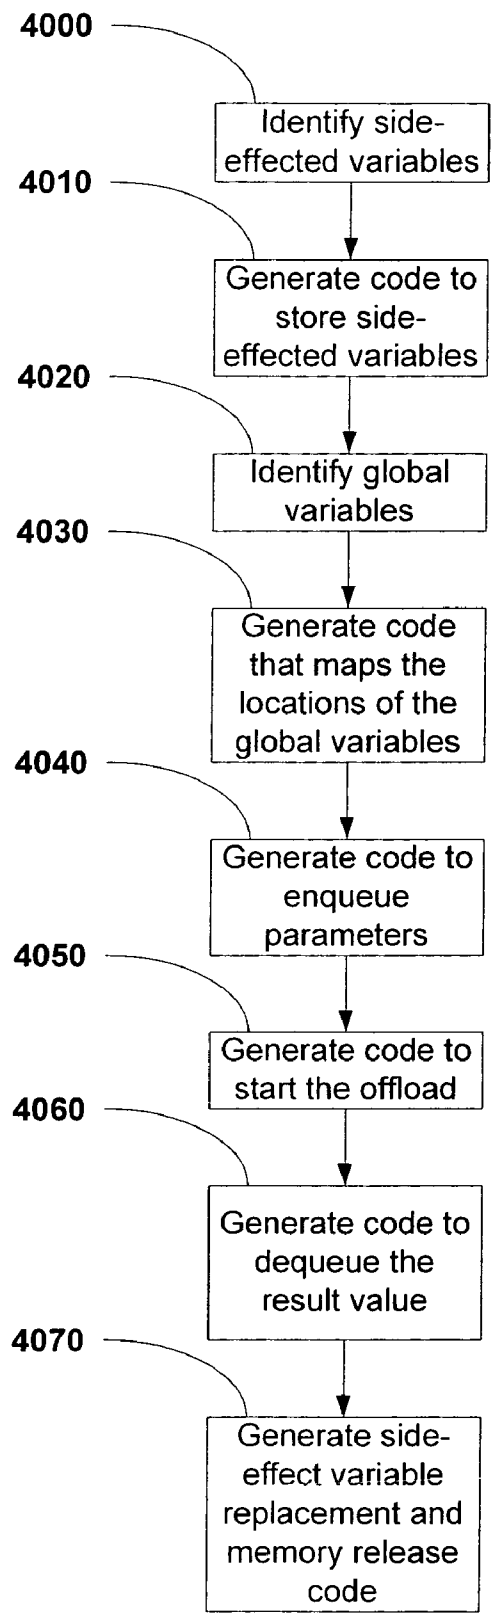 4000
Identify side-
effected variables
4010
Generate code to
store side-
effected variables
4020
Identify global
variables
4030
Generate code
that maps the
locations of the
global variables
4040
Generate code to
enqueue
parameters
4050
Generate code to
start the offload
4060
Generate code to
dequeue the
result value
4070
Generate side-
effect variable
replacement and
memory release
code